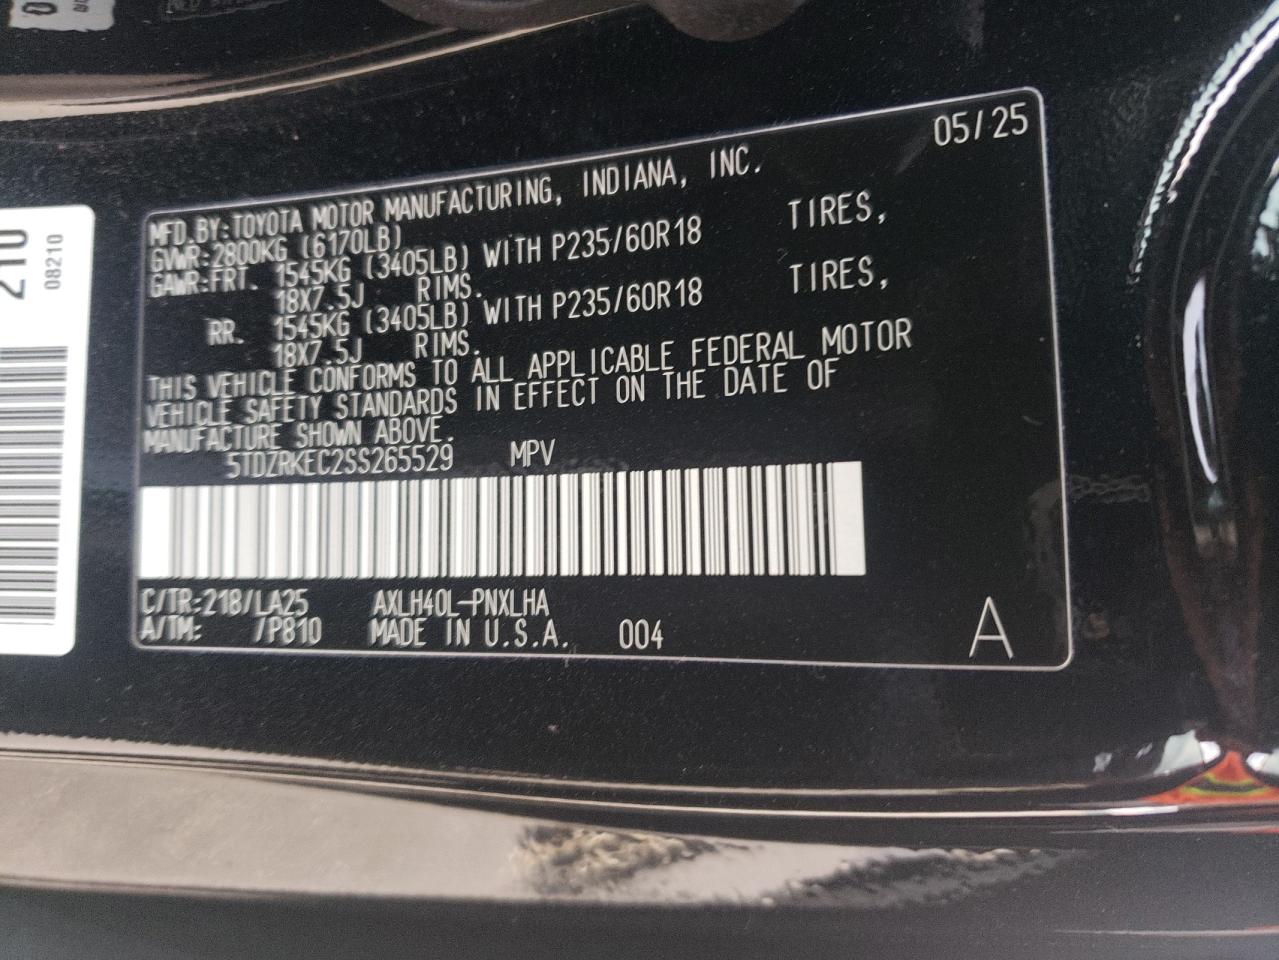 05/25
MFD.BY:TOYOTA MOTOR MANUFACTURING, INDIANA, INC.
GVWR:2800KG (6170LB)
GAWR:FRT. 1545KG (3405LB) WITH P235/60R18 TIRES,
18X7.5J RIMS.
RR. 1545KG (3405LB) WITH P235/60R18 TIRES,
18X7.5J RIMS.
THIS VEHICLE CONFORMS TO ALL APPLICABLE FEDERAL MOTOR
VEHICLE SAFETY STANDARDS IN EFFECT ON THE DATE OF
MANUFACTURE SHOWN ABOVE.
5TDZRKEC2SS265529 MPV
C/TR:218/LA25 AXLH40L-PNXLHA
A/TM: /P810 MADE IN U.S.A. 004
A
210
08210